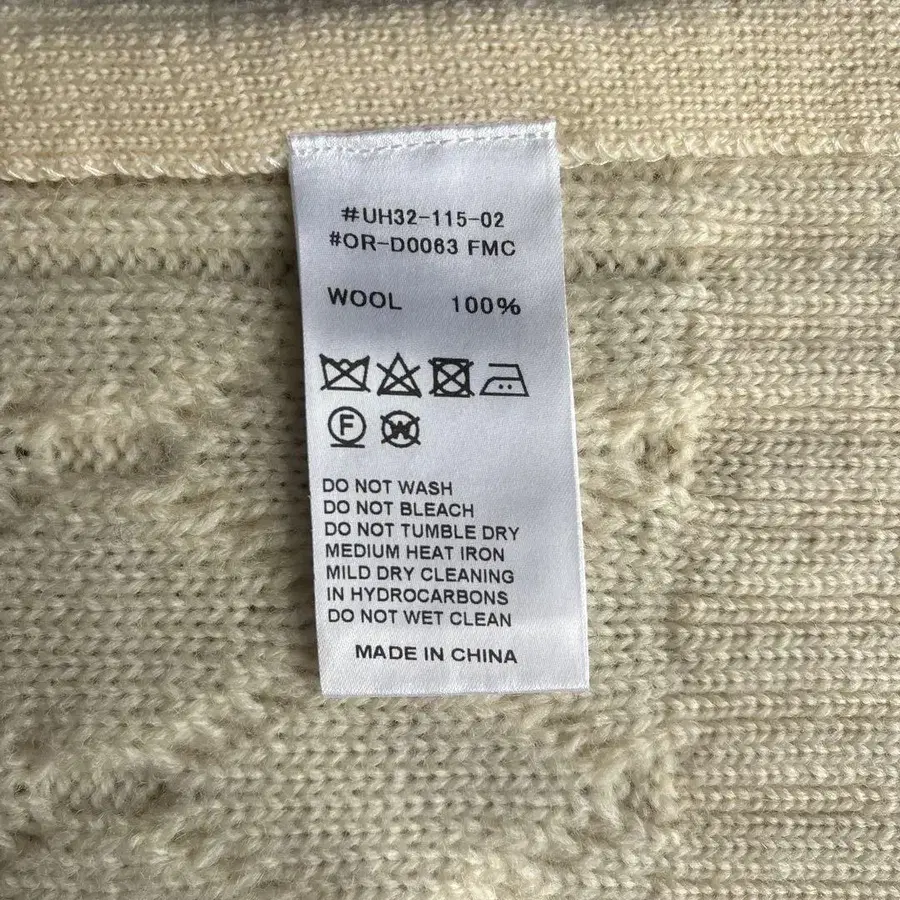 #UH32-115-02
#OR-D0063 FMC
WOOL 100%
F W
DO NOT WASH
DO NOT BLEACH
DO NOT TUMBLE DRY
MEDIUM HEAT IRON
MILD DRY CLEANING
IN HYDROCARBONS
DO NOT WET CLEAN
MADE IN CHINA